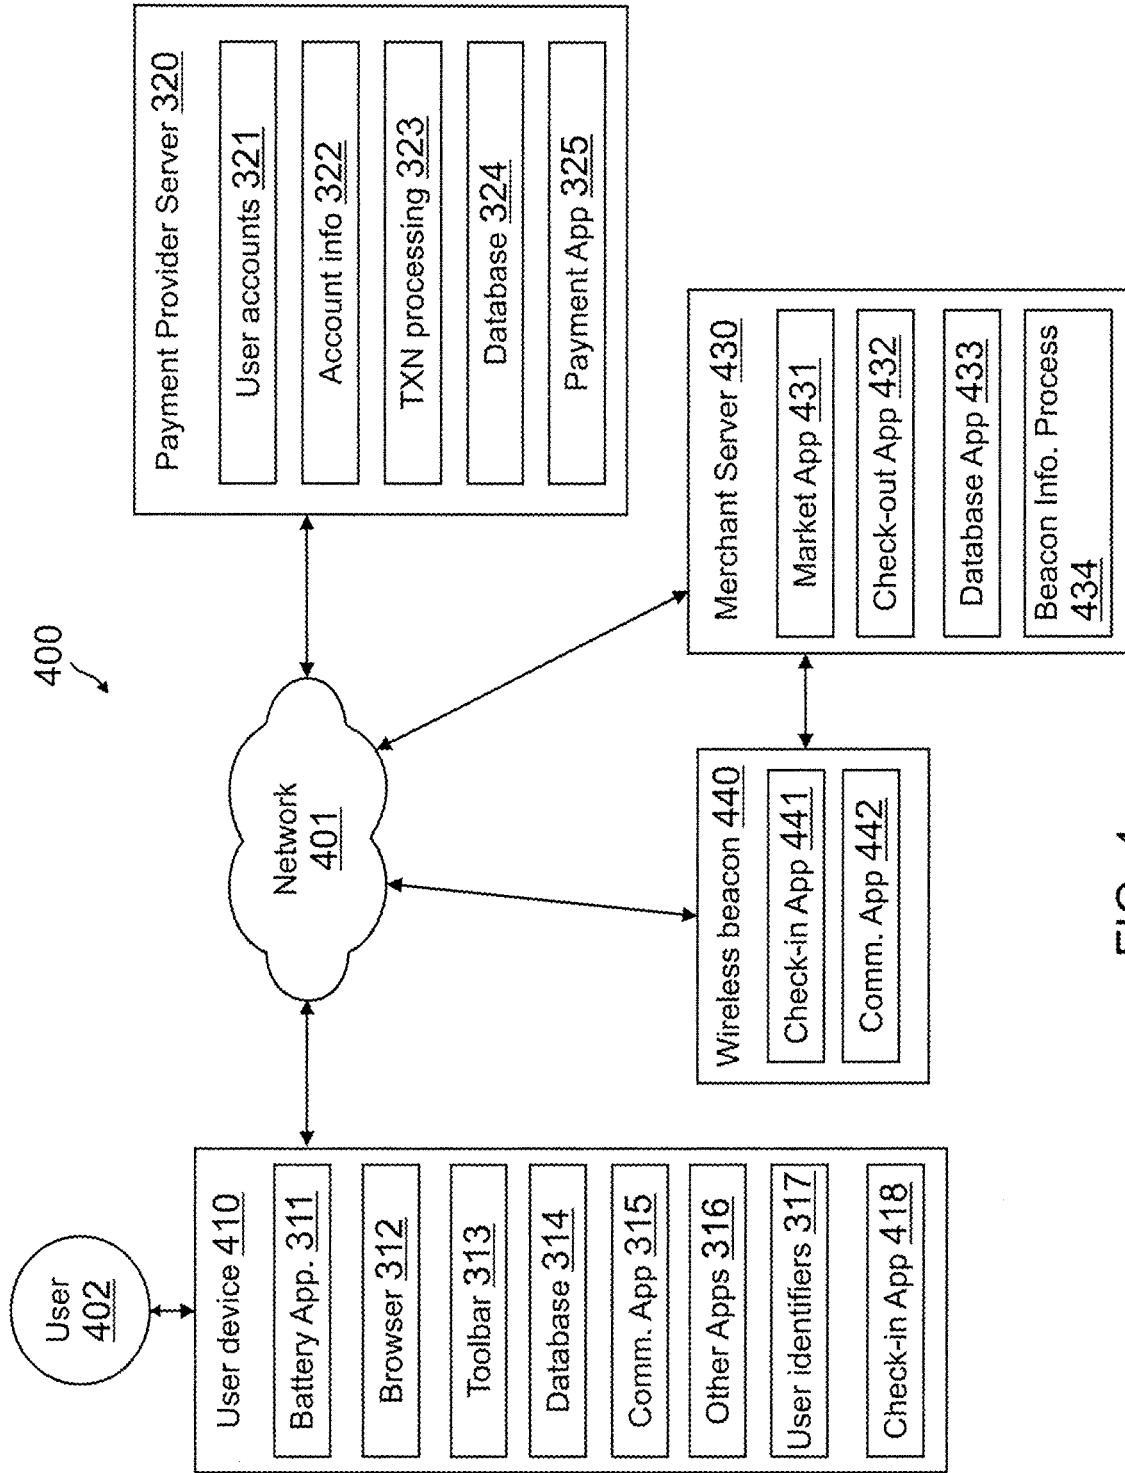 400
User
402
User device 410
Battery App. 311
Browser 312
Toolbar 313
Database 314
Comm. App 315
Other Apps 316
User identifiers 317
Check-in App 418
Network
401
Payment Provider Server 320
User accounts 321
Account info 322
TXN processing 323
Database 324
Payment App 325
Wireless beacon 440
Check-in App 441
Comm. App 442
Merchant Server 430
Market App 431
Check-out App 432
Database App 433
Beacon Info. Process
434